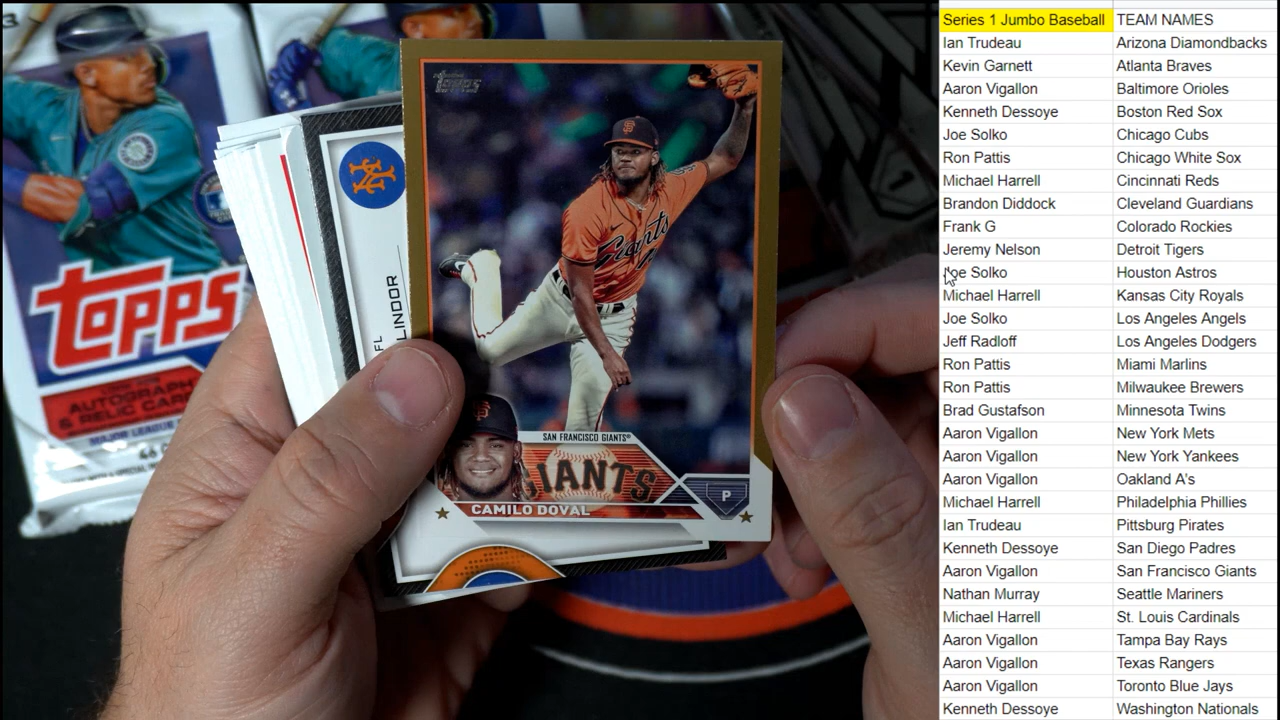 TOPPS
AUTOGRAPH
& RELIC CARD
MAJOR LEAGUE
LINDOR
TOPPS
Giants
SAN FRANCISCO GIANTS®
GIANTS
P
CAMILO DOVAL
Series 1 Jumbo Baseball TEAM NAMES
Ian Trudeau Arizona Diamondbacks
Kevin Garnett Atlanta Braves
Aaron Vigallon Baltimore Orioles
Kenneth Dessoye Boston Red Sox
Joe Solko Chicago Cubs
Ron Pattis Chicago White Sox
Michael Harrell Cincinnati Reds
Brandon Diddock Cleveland Guardians
Frank G Colorado Rockies
Jeremy Nelson Detroit Tigers
Joe Solko Houston Astros
Michael Harrell Kansas City Royals
Joe Solko Los Angeles Angels
Jeff Radloff Los Angeles Dodgers
Ron Pattis Miami Marlins
Ron Pattis Milwaukee Brewers
Brad Gustafson Minnesota Twins
Aaron Vigallon New York Mets
Aaron Vigallon New York Yankees
Aaron Vigallon Oakland A's
Michael Harrell Philadelphia Phillies
Ian Trudeau Pittsburg Pirates
Kenneth Dessoye San Diego Padres
Aaron Vigallon San Francisco Giants
Nathan Murray Seattle Mariners
Michael Harrell St. Louis Cardinals
Aaron Vigallon Tampa Bay Rays
Aaron Vigallon Texas Rangers
Aaron Vigallon Toronto Blue Jays
Kenneth Dessoye Washington Nationals